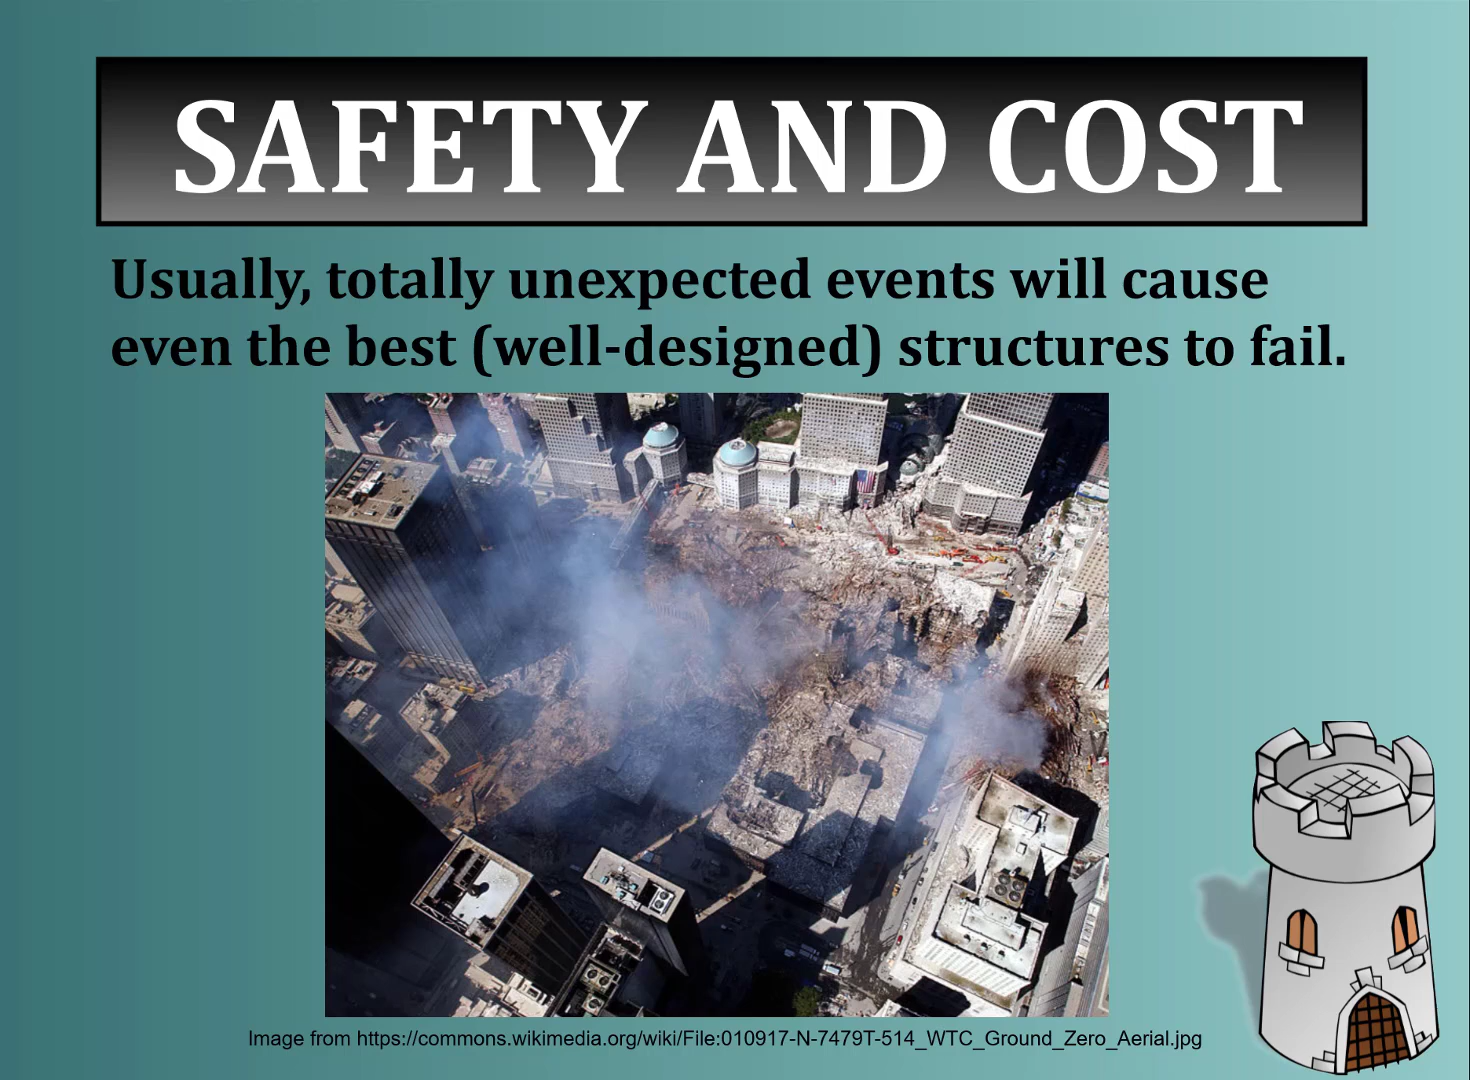 SAFETY AND COST
Usually, totally unexpected events will cause
even the best (well-designed) structures to fail.
Image from https://commons.wikimedia.org/wiki/File:010917-N-7479T-514_WTC_Ground_Zero_Aerial.jpg